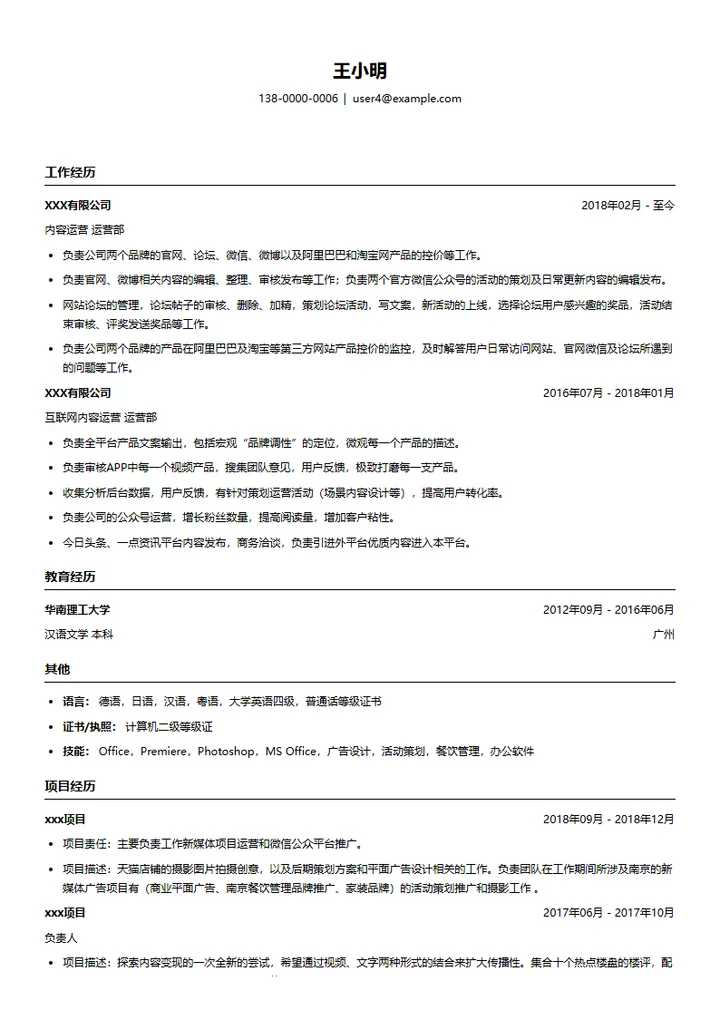 王小明
138-0000-0006 | user4@example.com
工作经历
XXX有限公司 2018年02月 - 至今
内容运营 运营部
• 负责公司两个品牌的官网、论坛、微信、微博以及阿里巴巴和淘宝网产品的控价等工作。
• 负责官网、微博相关内容的编辑、整理、审核发布等工作；负责两个官方微信公众号的活动的策划及日常更新内容的编辑发布。
• 网站论坛的管理，论坛帖子的审核、删除、加精，策划论坛活动，写文案，新活动的上线，选择论坛用户感兴趣的奖品，活动结
束审核、评奖发送奖品等工作。
• 负责公司两个品牌的产品在阿里巴巴及淘宝等第三方网站产品控价的监控，及时解答用户日常访问网站、官网微信及论坛所遇到
的问题等工作。
XXX有限公司 2016年07月 - 2018年01月
互联网内容运营 运营部
• 负责全平台产品文案输出，包括宏观“品牌调性”的定位，微观每一个产品的描述。
• 负责审核APP中每一个视频产品，搜集团队意见，用户反馈，极致打磨每一支产品。
• 收集分析后台数据，用户反馈，有针对策划运营活动（场景内容设计等），提高用户转化率。
• 负责公司的公众号运营，增长粉丝数量，提高阅读量，增加客户粘性。
• 今日头条、一点资讯平台内容发布，商务洽谈，负责引进外平台优质内容进入本平台。
教育经历
华南理工大学 2012年09月 - 2016年06月
汉语文学 本科 广州
其他
• 语言： 德语，日语，汉语，粤语，大学英语四级，普通话等级证书
• 证书/执照： 计算机二级等级证
• 技能： Office，Premiere，Photoshop，MS Office，广告设计，活动策划，餐饮管理，办公软件
项目经历
xxx项目 2018年09月 - 2018年12月
• 项目责任：主要负责工作新媒体项目运营和微信公众平台推广。
• 项目描述：天猫店铺的摄影图片拍摄创意，以及后期策划方案和平面广告设计相关的工作。负责团队在工作期间所涉及南京的新
媒体广告项目有（商业平面广告、南京餐饮管理品牌推广、家装品牌）的活动策划推广和摄影工作 。
xxx项目 2017年06月 - 2017年10月
负责人
• 项目描述：探索内容变现的一次全新的尝试，希望通过视频、文字两种形式的结合来扩大传播性。集合十个热点楼盘的楼评，配